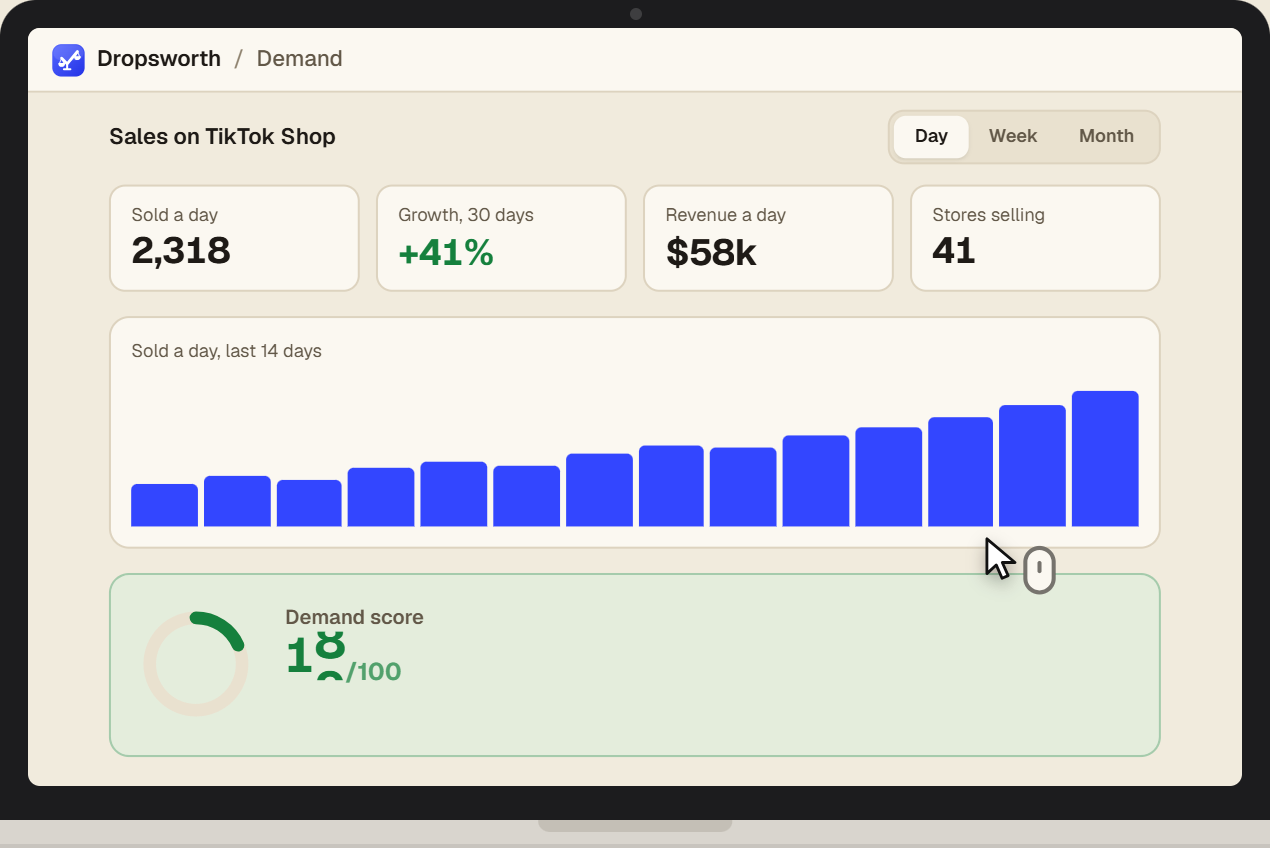 Dropsworth / Demand
Sales on TikTok Shop
Day Week Month
Sold a day
2,318
Growth, 30 days
+41%
Revenue a day
$58k
Stores selling
41
Sold a day, last 14 days
Demand score
/100